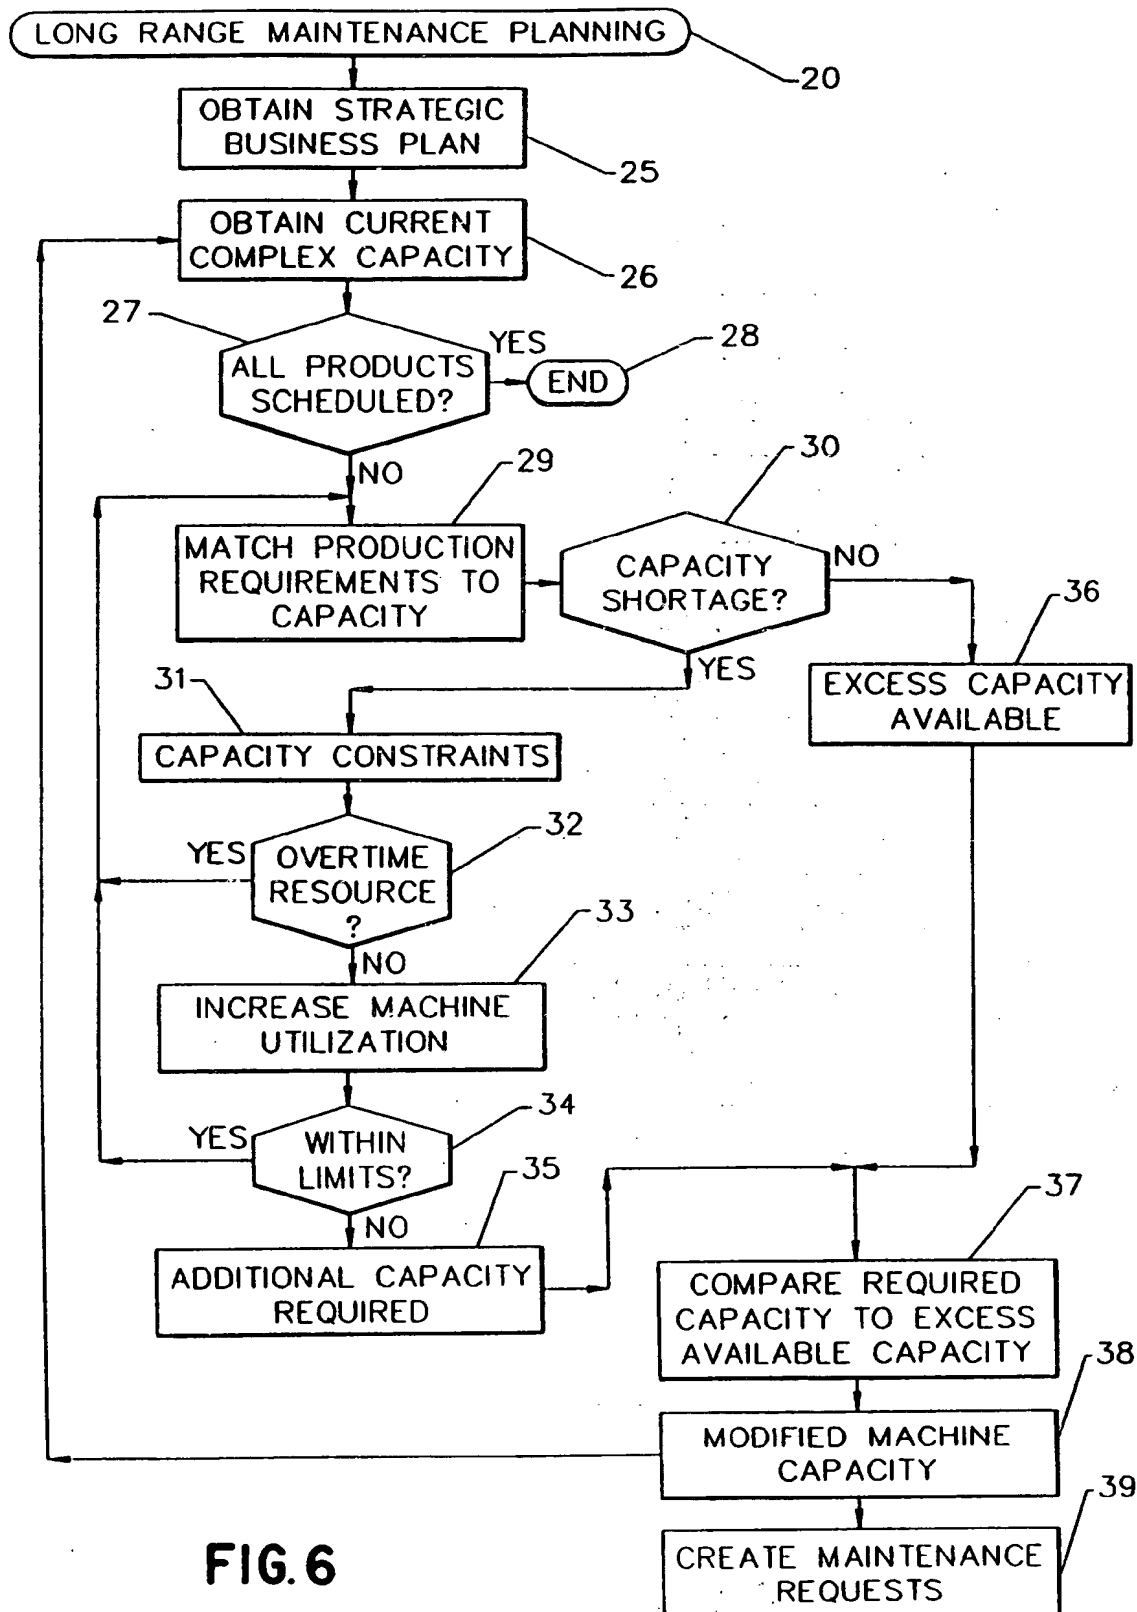 LONG RANGE MAINTENANCE PLANNING
20
OBTAIN STRATEGIC
BUSINESS PLAN
25
OBTAIN CURRENT
COMPLEX CAPACITY
26
27
ALL PRODUCTS
SCHEDULED?
YES
END
28
NO
29
MATCH PRODUCTION
REQUIREMENTS TO
CAPACITY
30
CAPACITY
SHORTAGE?
NO
YES
36
EXCESS CAPACITY
AVAILABLE
31
CAPACITY CONSTRAINTS
32
YES
OVERTIME
RESOURCE
?
NO
33
INCREASE MACHINE
UTILIZATION
34
YES
WITHIN
LIMITS?
NO
35
ADDITIONAL CAPACITY
REQUIRED
37
COMPARE REQUIRED
CAPACITY TO EXCESS
AVAILABLE CAPACITY
38
MODIFIED MACHINE
CAPACITY
39
CREATE MAINTENANCE
REQUESTS
FIG. 6